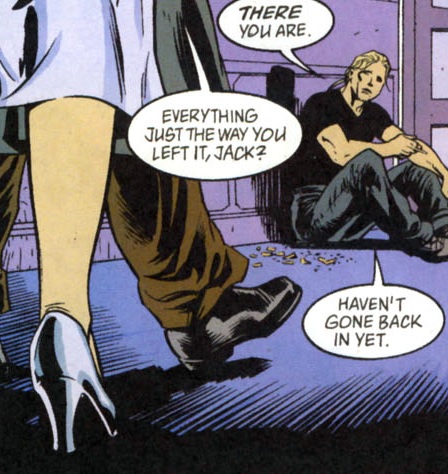 THERE
YOU ARE.
EVERYTHING
JUST THE WAY YOU
LEFT IT, JACK?
HAVEN'T
GONE BACK
IN YET.